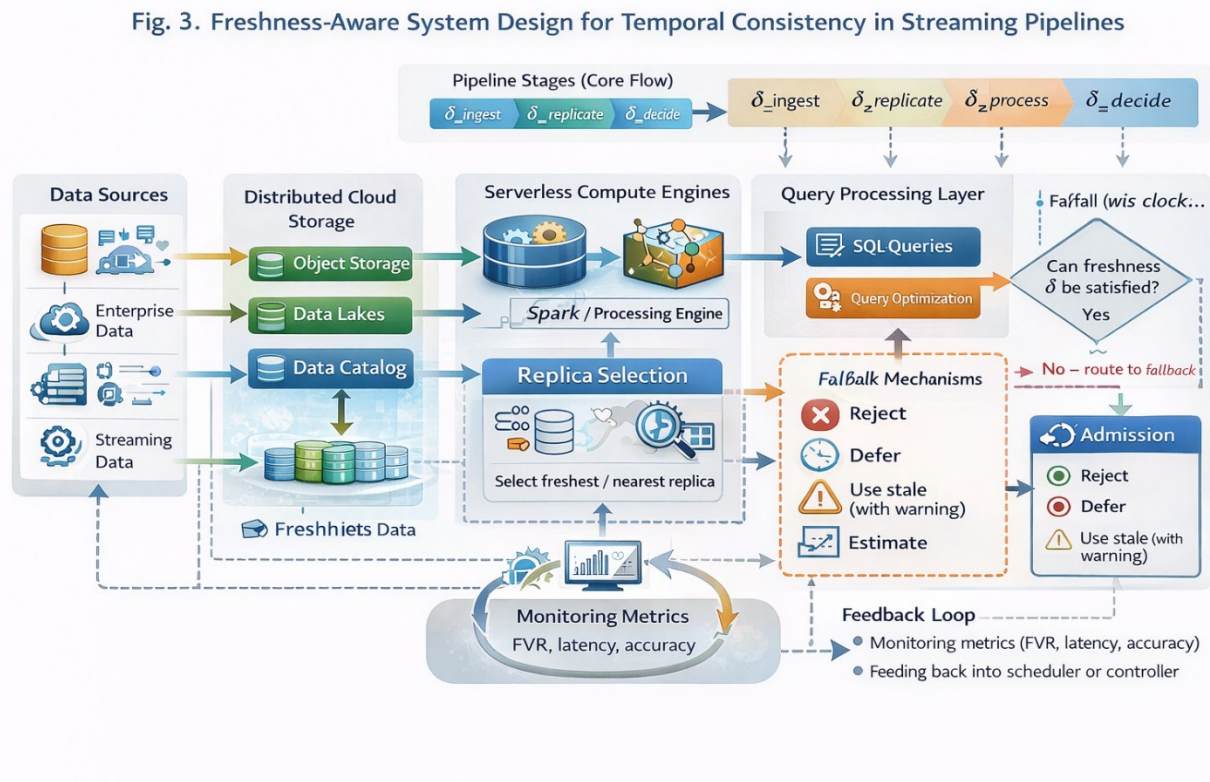 Fig. 3. Freshness-Aware System Design for Temporal Consistency in Streaming Pipelines
Pipeline Stages (Core Flow)
δ_ingest
δ_replicate
δ_decide
δ_ingest
δ_replicate
δ_process
δ_decide
Data Sources
Enterprise
Data
Streaming
Data
Distributed Cloud
Storage
Object Storage
Data Lakes
Data Catalog
Freshhiets Data
Serverless Compute Engines
Spark / Processing Engine
Replica Selection
Select freshest / nearest replica
Query Processing Layer
SQL Queries
Query Optimization
Faƭfall (wis clock...
Can freshness
δ be satisfied?
Yes
No – route to fallback
Falƃalk Mechanisms
Reject
Defer
Use stale
(with warning)
Estimate
Admission
Reject
Defer
Use stale (with
warning)
Monitoring Metrics
FVR, latency, accuracy
Feedback Loop
• Monitoring metrics (FVR, latency, accuracy)
• Feeding back into scheduler or controller